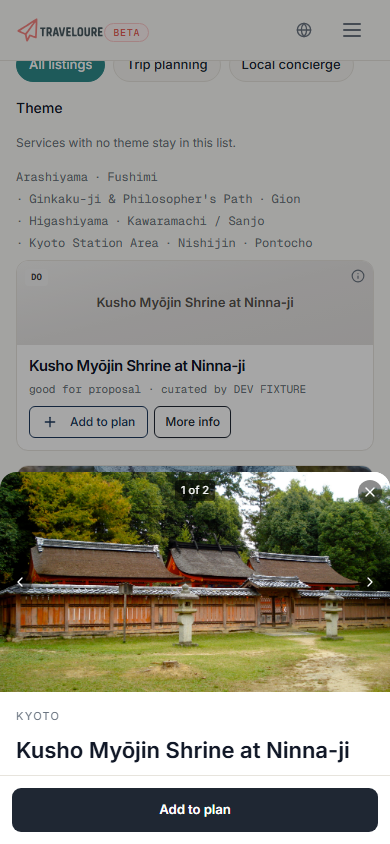 TRAVELOURE BETA
All listings Trip planning Local concierge
Theme
Services with no theme stay in this list.
Arashiyama · Fushimi
· Ginkaku-ji & Philosopher's Path · Gion
· Higashiyama · Kawaramachi / Sanjo
· Kyoto Station Area · Nishijin · Pontocho
DO
Kusho Myōjin Shrine at Ninna-ji
Kusho Myōjin Shrine at Ninna-ji
good for proposal · curated by DEV FIXTURE
+ Add to plan More info
1 of 2
KYOTO
Kusho Myōjin Shrine at Ninna-ji
Add to plan